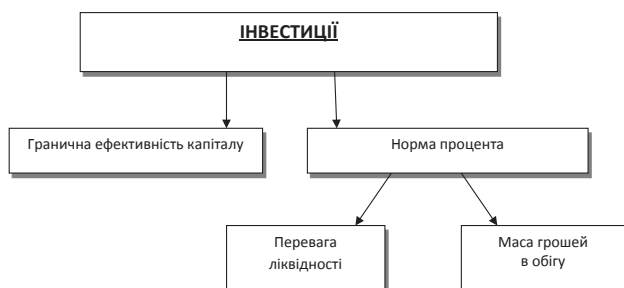 ІНВЕСТИЦІЇ
Гранична ефективність капіталу
Норма процента
Перевага
ліквідності
Маса грошей
в обігу